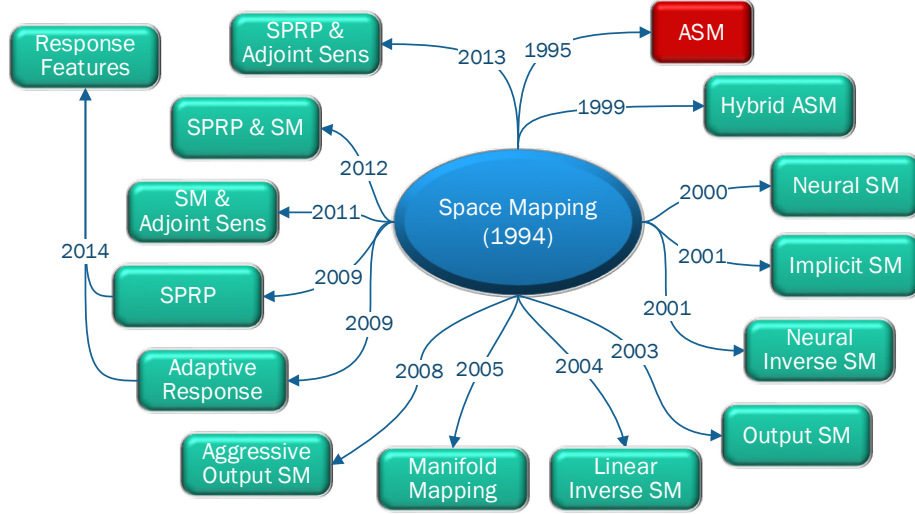 SPRP &
Adjoint Sens
2013
1995
ASM
Response
Features
1999
Hybrid ASM
SPRP & SM
2012
Neural SM
2000
SM &
Adjoint Sens
2011
Space Mapping
(1994)
2014
2001
Implicit SM
SPRP
2009
2001
2009
Neural
Inverse SM
Adaptive
Response
2008
2005
2004
2003
Output SM
Aggressive
Output SM
Manifold
Mapping
Linear
Inverse SM